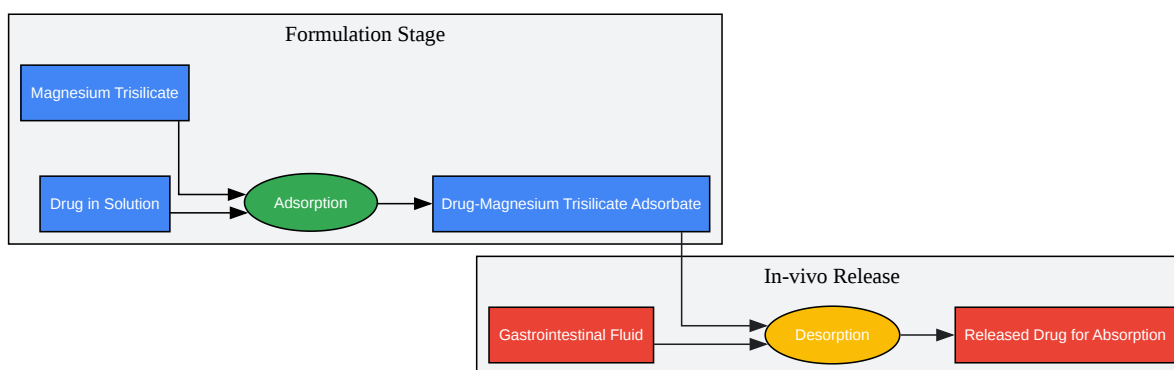 Formulation Stage
Magnesium Trisilicate
Drug in Solution
Adsorption
Drug-Magnesium Trisilicate Adsorbate
In-vivo Release
Gastrointestinal Fluid
Desorption
Released Drug for Absorption